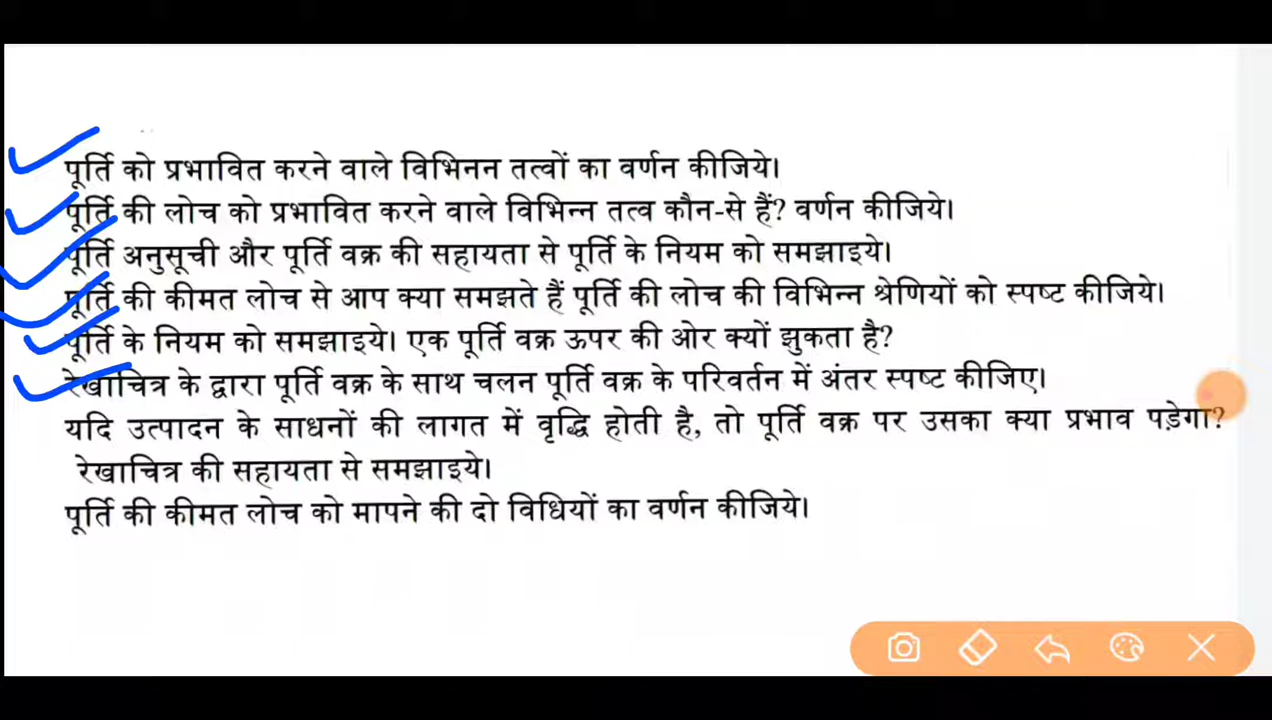 पूर्ति को प्रभावित करने वाले विभिनन तत्वों का वर्णन कीजिये।
पूर्ति की लोच को प्रभावित करने वाले विभिन्न तत्व कौन-से हैं? वर्णन कीजिये।
पूर्ति अनुसूची और पूर्ति वक्र की सहायता से पूर्ति के नियम को समझाइये।
पूर्ति की कीमत लोच से आप क्या समझते हैं पूर्ति की लोच की विभिन्न श्रेणियों को स्पष्ट कीजिये।
पूर्ति के नियम को समझाइये। एक पूर्ति वक्र ऊपर की ओर क्यों झुकता है?
रेखाचित्र के द्वारा पूर्ति वक्र के साथ चलन पूर्ति वक्र के परिवर्तन में अंतर स्पष्ट कीजिए।
यदि उत्पादन के साधनों की लागत में वृद्धि होती है, तो पूर्ति वक्र पर उसका क्या प्रभाव पड़ेगा?
रेखाचित्र की सहायता से समझाइये।
पूर्ति की कीमत लोच को मापने की दो विधियों का वर्णन कीजिये।